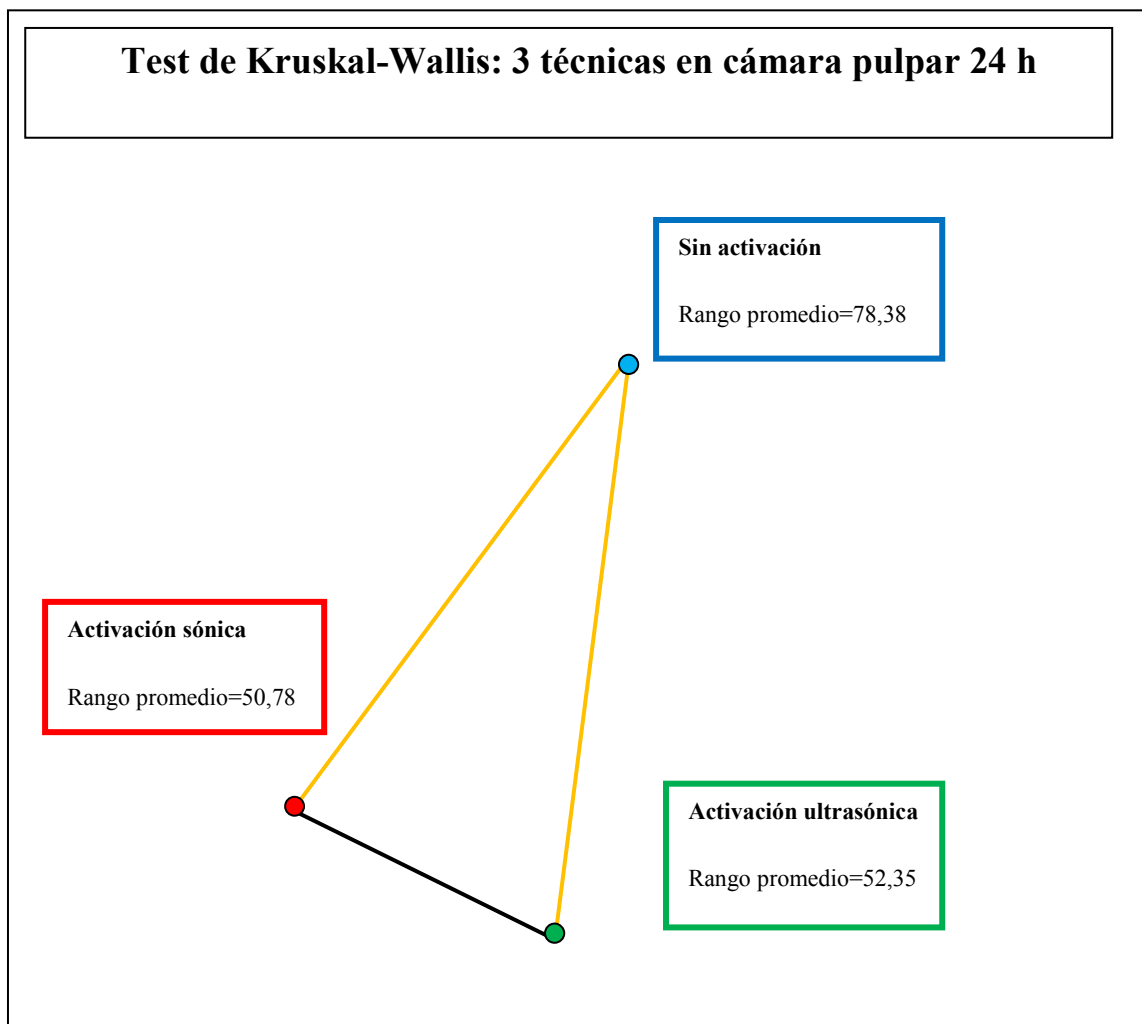 Test de Kruskal-Wallis: 3 técnicas en cámara pulpar 24 h
Sin activación
Rango promedio=78,38
Activación sónica
Rango promedio=50,78
Activación ultrasónica
Rango promedio=52,35